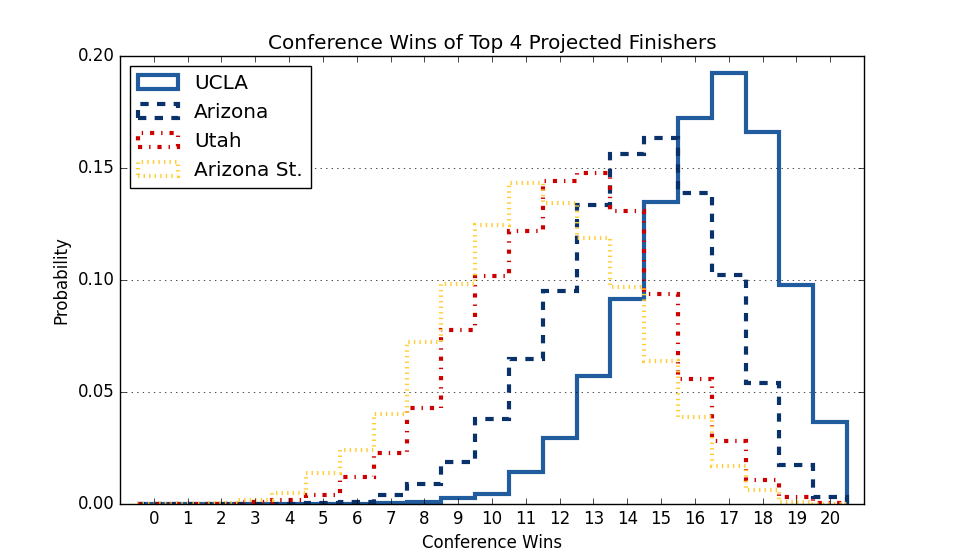 Conference Wins of Top 4 Projected Finishers
0.20
0.15
0.10
0.05
0.00
Probability
UCLA
Arizona
Utah
Arizona St.
0 1 2 3 4 5 6 7 8 9 10 11 12 13 14 15 16 17 18 19 20
Conference Wins